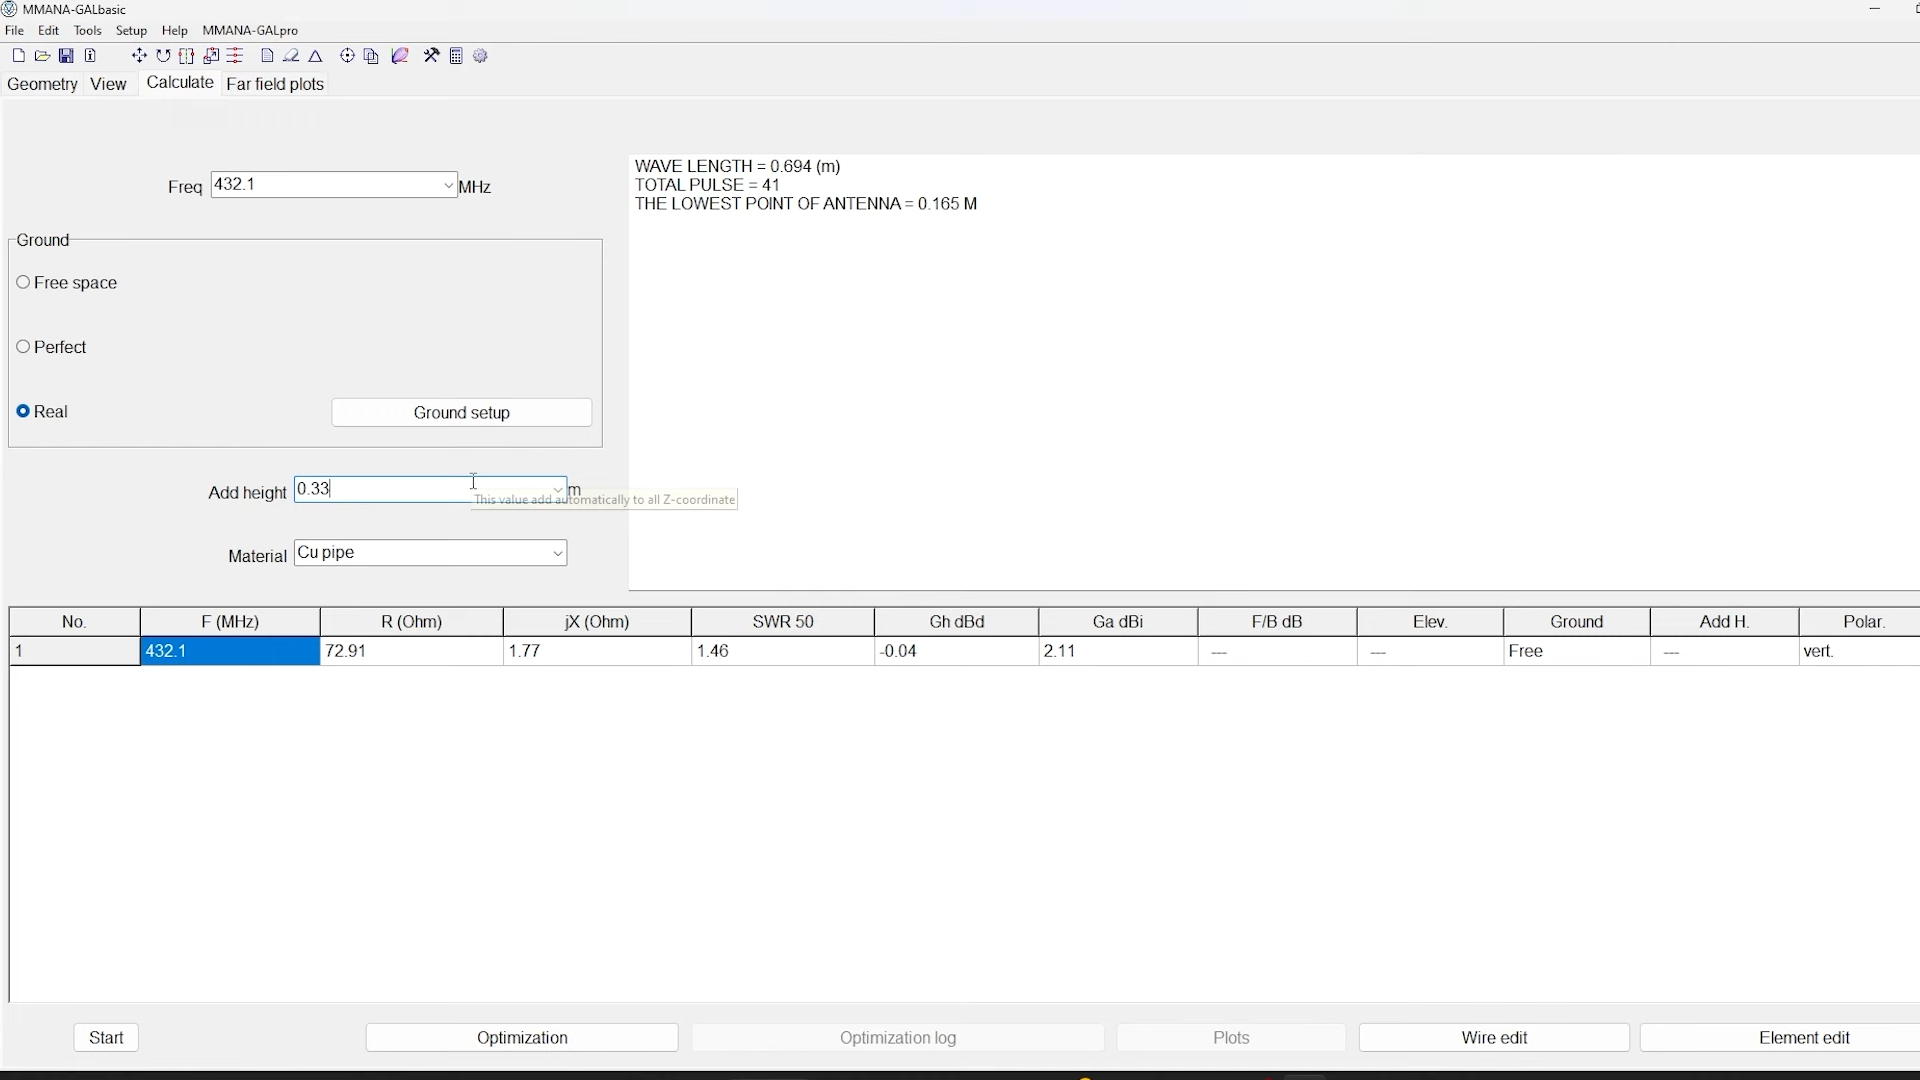 MMANA-GALbasic
File Edit Tools Setup Help MMANA-GALpro
Geometry View Calculate Far field plots
Freq 432.1 MHz
WAVE LENGTH = 0.694 (m)
TOTAL PULSE = 41
THE LOWEST POINT OF ANTENNA = 0.165 M
Ground
Free space
Perfect
Real Ground setup
Add height 0.33 m
This value add automatically to all Z-coordinate
Material Cu pipe
No. F (MHz) R (Ohm) jX (Ohm) SWR 50 Gh dBd Ga dBi F/B dB Elev. Ground Add H. Polar.
1 432.1 72.91 1.77 1.46 -0.04 2.11 --- --- Free --- vert.
Start Optimization Optimization log Plots Wire edit Element edit